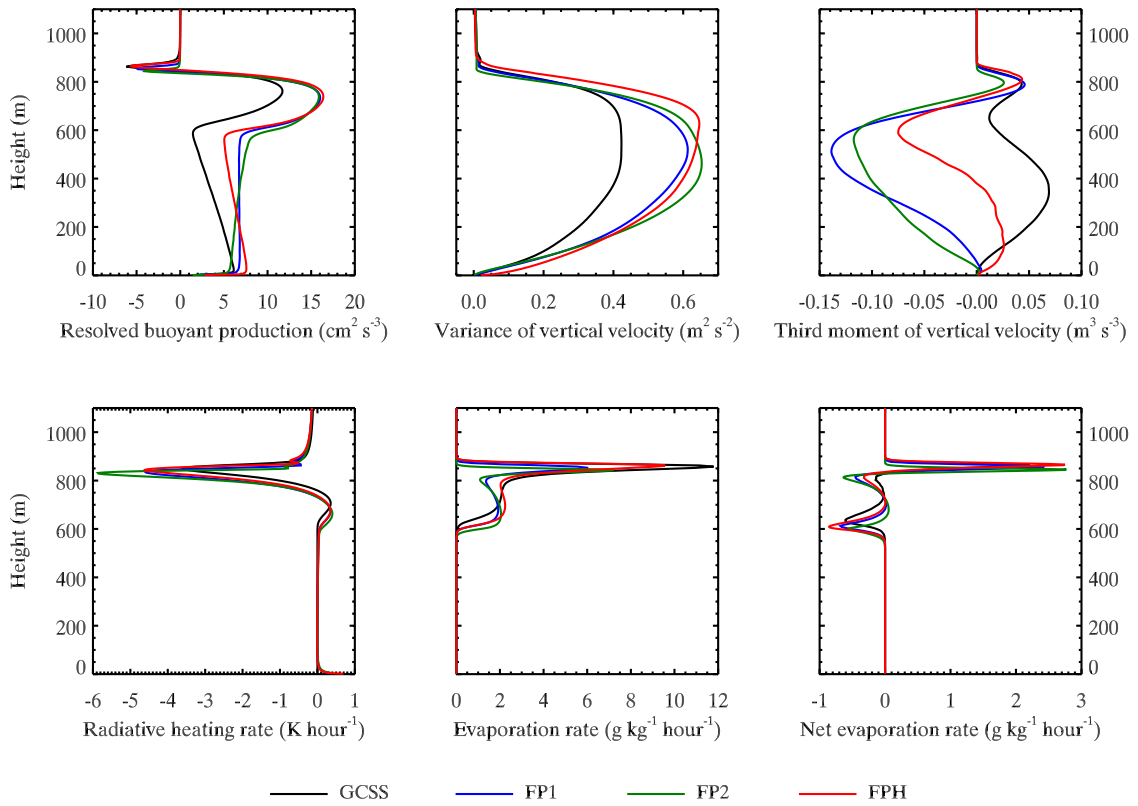 1000
800
600
400
200
0
Height (m)
-10 -5 0 5 10 15 20
Resolved buoyant production (cm² s⁻³)
0.0 0.2 0.4 0.6
Variance of vertical velocity (m² s⁻²)
1000
800
600
400
200
0
-0.15 -0.10 -0.05 -0.00 0.05 0.10
Third moment of vertical velocity (m³ s⁻³)
1000
800
600
400
200
0
Height (m)
-6 -5 -4 -3 -2 -1 0 1
Radiative heating rate (K hour⁻¹)
0 2 4 6 8 10 12
Evaporation rate (g kg⁻¹ hour⁻¹)
1000
800
600
400
200
0
-1 0 1 2 3
Net evaporation rate (g kg⁻¹ hour⁻¹)
GCSS FP1 FP2 FPH